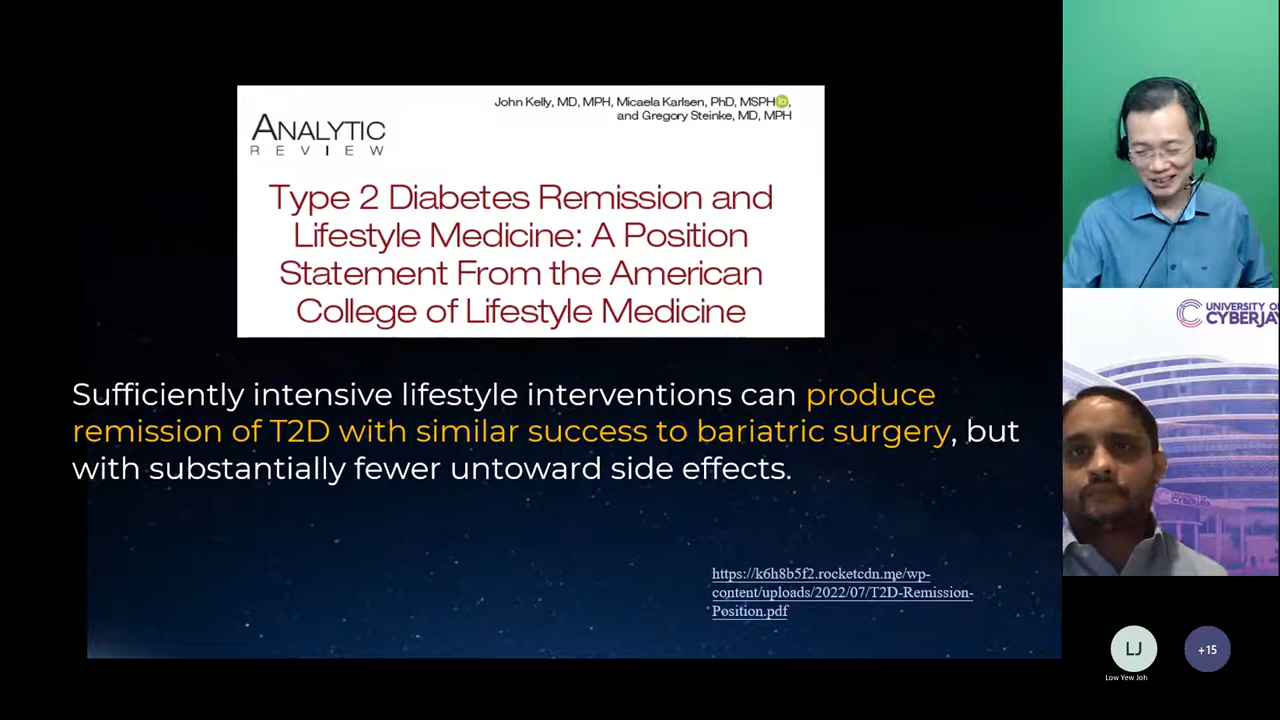 John Kelly, MD, MPH, Micaela Karlsen, PhD, MSPH,
and Gregory Steinke, MD, MPH
ANALYTIC
REVIEW
Type 2 Diabetes Remission and
Lifestyle Medicine: A Position
Statement From the American
College of Lifestyle Medicine
Sufficiently intensive lifestyle interventions can produce
remission of T2D with similar success to bariatric surgery, but
with substantially fewer untoward side effects.
https://k6h8b5f2.rocketcdn.me/wp-
content/uploads/2022/07/T2D-Remission-
Position.pdf
UNIVERSITY OF
CYBERJA
LJ
+15
Low Yew Joh